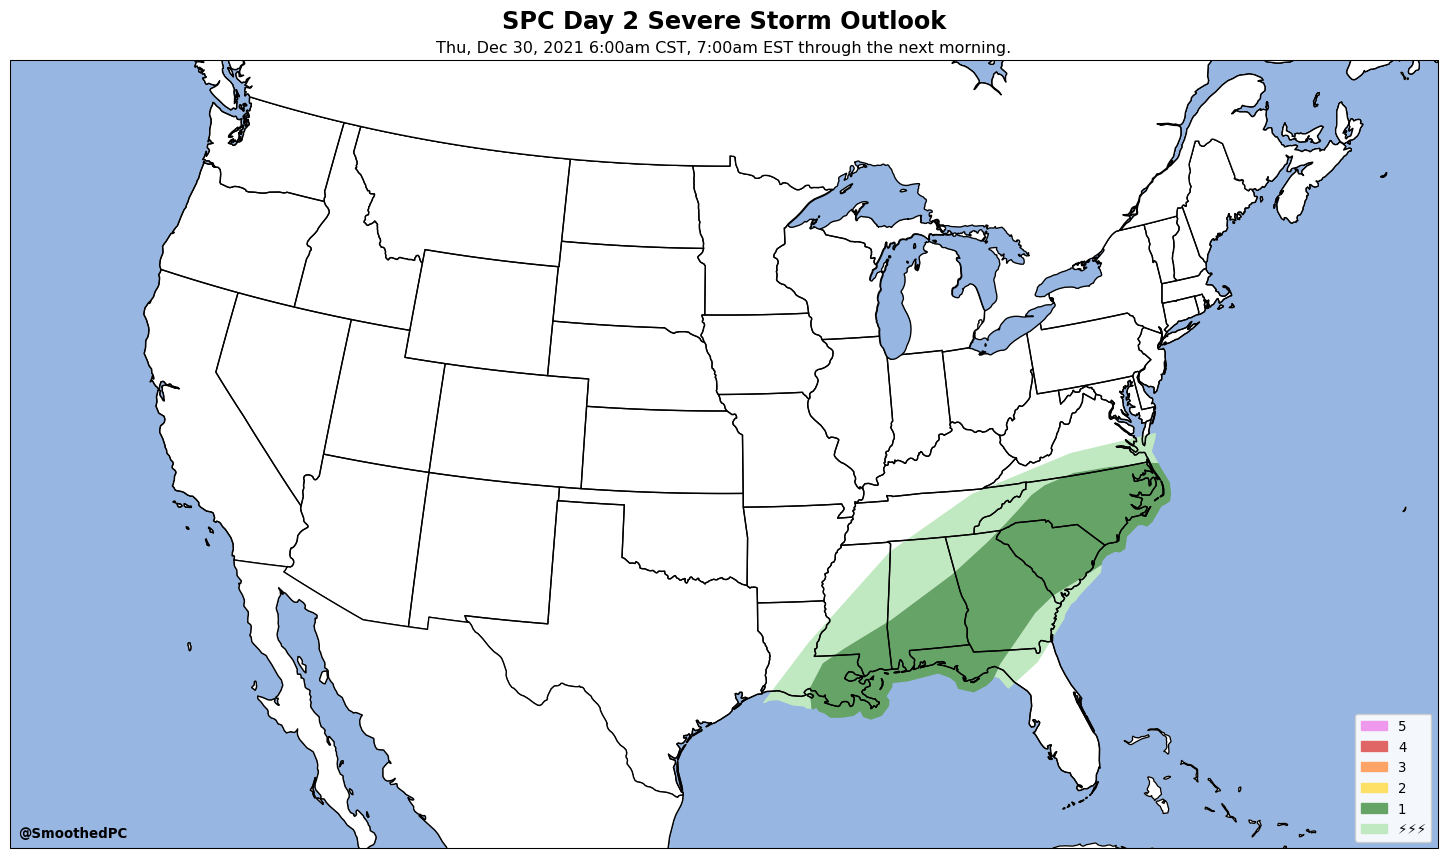 SPC Day 2 Severe Storm Outlook
Thu, Dec 30, 2021 6:00am CST, 7:00am EST through the next morning.
5
4
3
2
1
⚡⚡⚡
@SmoothedPC